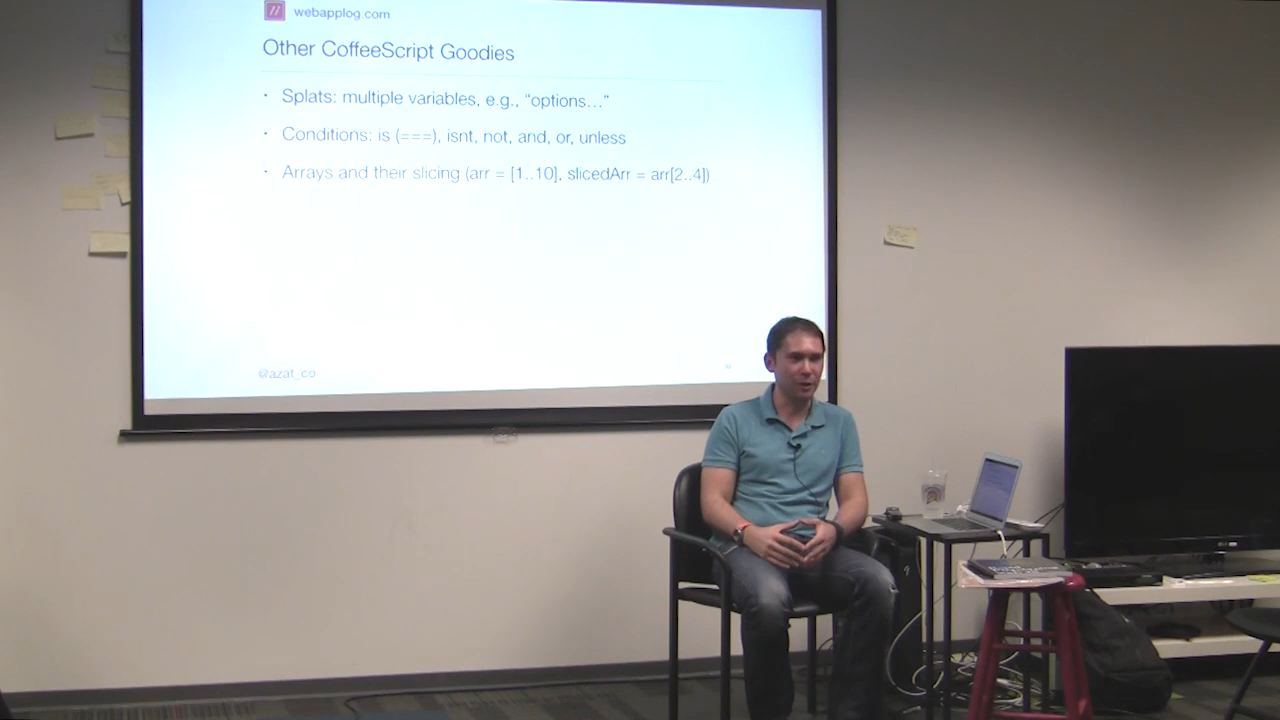 webapplog.com
Other CoffeeScript Goodies
• Splats: multiple variables, e.g., “options...”
• Conditions: is (===), isnt, not, and, or, unless
• Arrays and their slicing (arr = [1..10], slicedArr = arr[2..4])
@azat_co